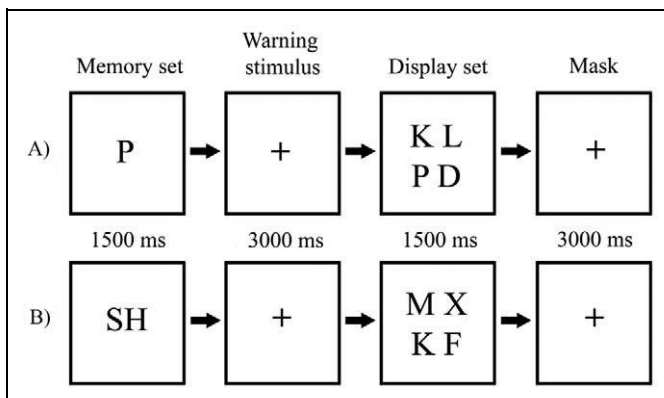 Memory set Warning stimulus Display set Mask
A) P + K L +
P D
1500 ms 3000 ms 1500 ms 3000 ms
B) SH + M X +
K F